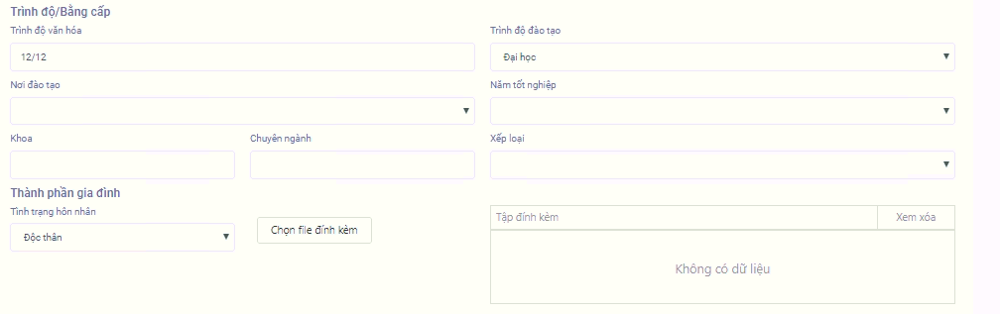 Trình độ/Bằng cấp
Trình độ văn hóa
Trình độ đào tạo
12/12
Đại học
Nơi đào tạo
Năm tốt nghiệp
Khoa
Chuyên ngành
Xếp loại
Thành phần gia đình
Tình trạng hôn nhân
Độc thân
Chọn file đính kèm
Tập đính kèm
Xem xóa
Không có dữ liệu